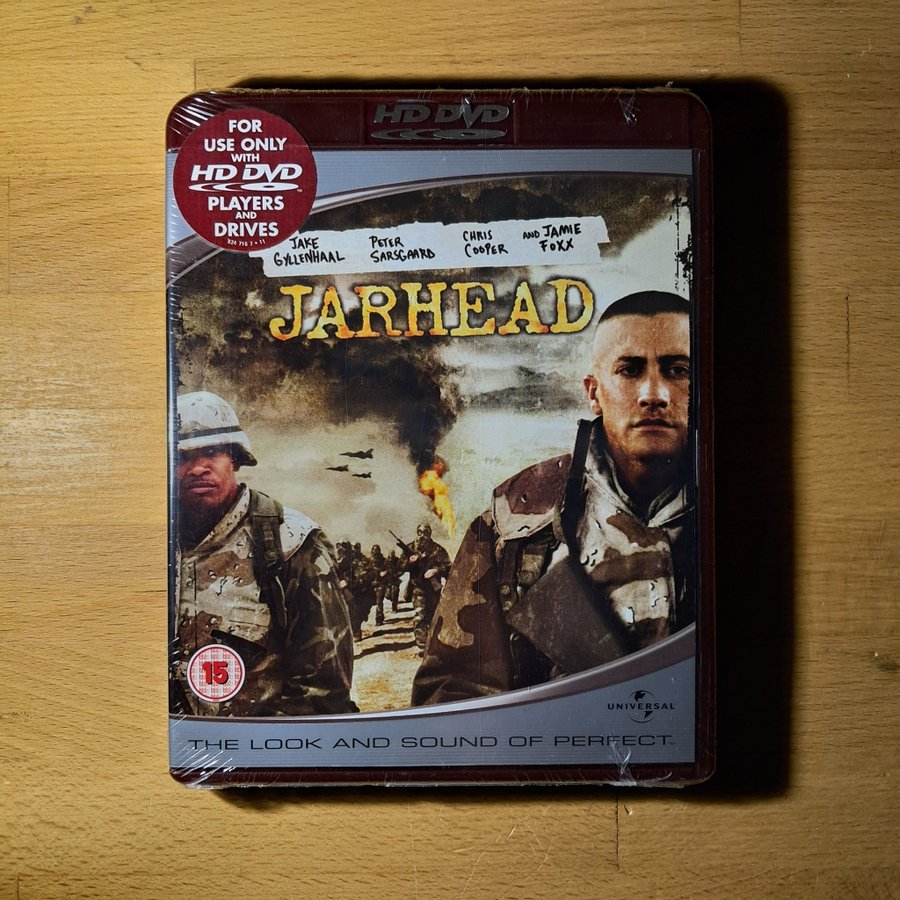 HD DVD
FOR
USE ONLY
WITH
HD DVD
PLAYERS
AND
DRIVES
JAKE GYLLENHAAL
PETER SARSGAARD
CHRIS COOPER
AND JAMIE FOXX
JARHEAD
15
UNIVERSAL
THE LOOK AND SOUND OF PERFECT™